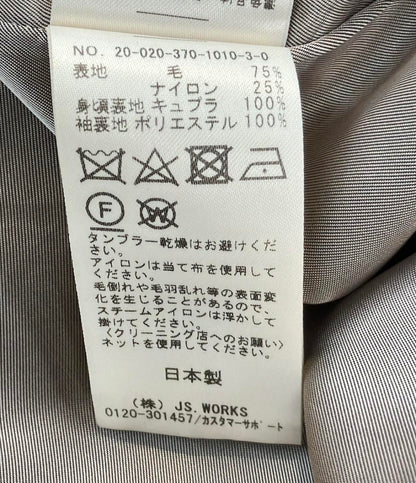 NO. 20-020-370-1010-3-0
表地 毛 75%
ナイロン 25%
身頃裏地 キュプラ 100%
袖裏地 ポリエステル 100%
F
W
タンブラー乾燥はお避けくだ
さい。
アイロンは当て布を使用して
ください。
毛倒れや毛羽乱れ等の表面変
化を生じることがあるので、
スチームアイロンは浮かして
掛けてください。
〈クリーニング店へのお願い〉
ネットを使用してください。
日本製
(株) JS.WORKS
0120-301457/カスタマーサポート